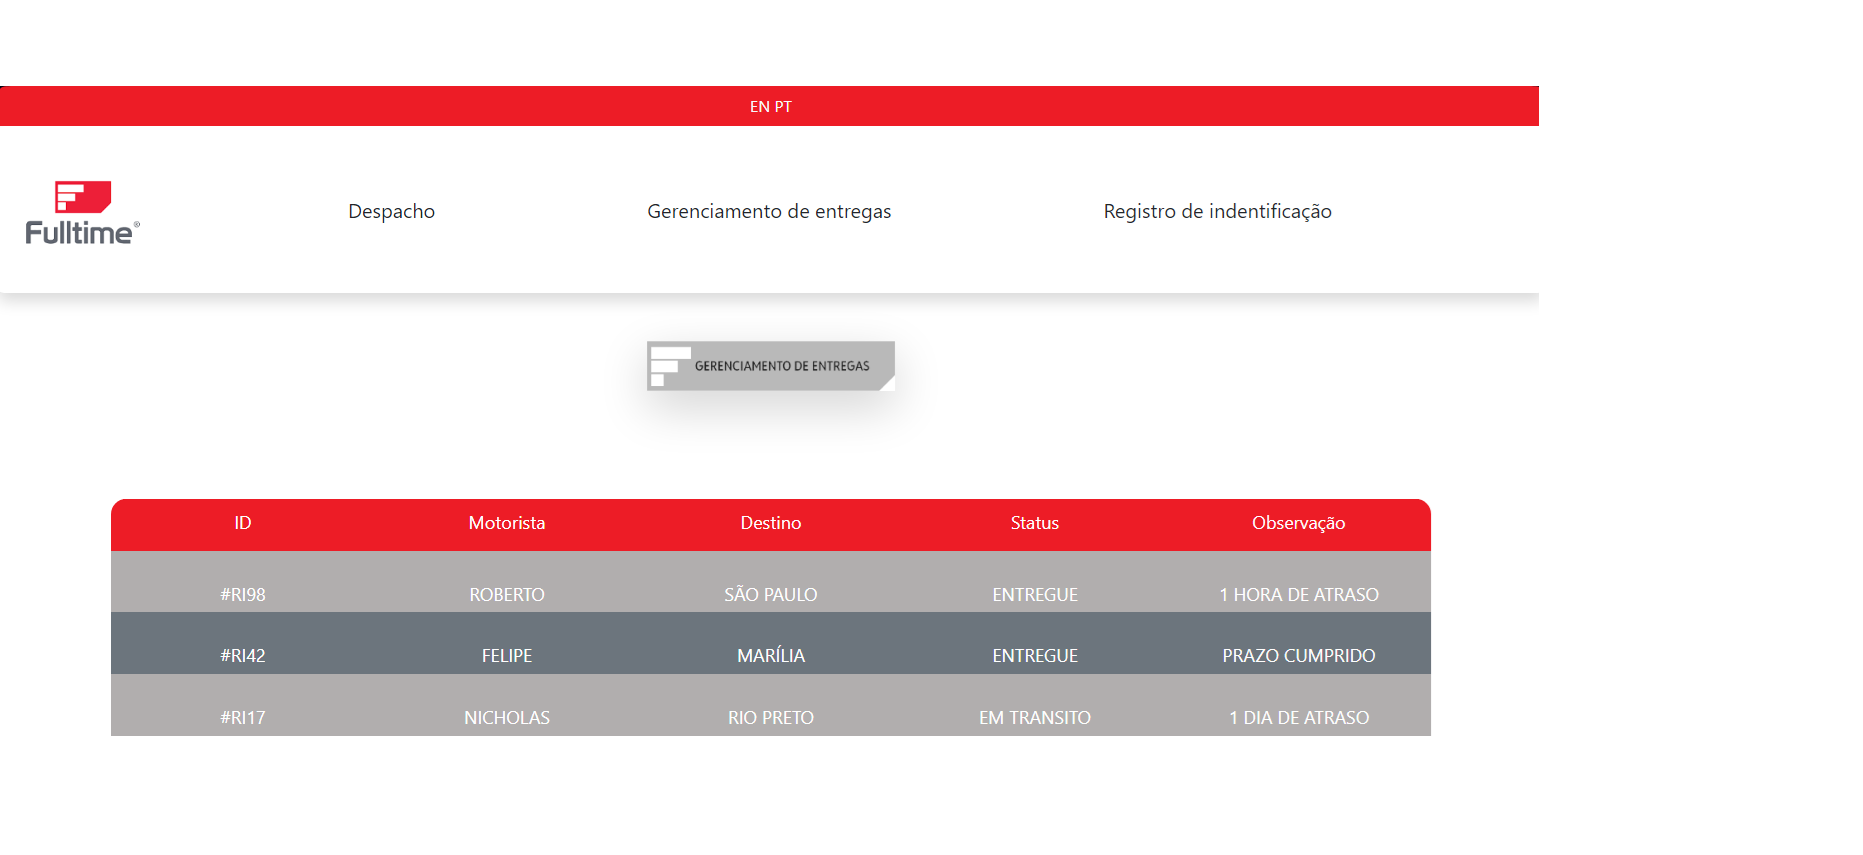 EN PT
Fulltime®
Despacho Gerenciamento de entregas Registro de indentificação
GERENCIAMENTO DE ENTREGAS
ID Motorista Destino Status Observação
#RI98 ROBERTO SÃO PAULO ENTREGUE 1 HORA DE ATRASO
#RI42 FELIPE MARÍLIA ENTREGUE PRAZO CUMPRIDO
#RI17 NICHOLAS RIO PRETO EM TRANSITO 1 DIA DE ATRASO